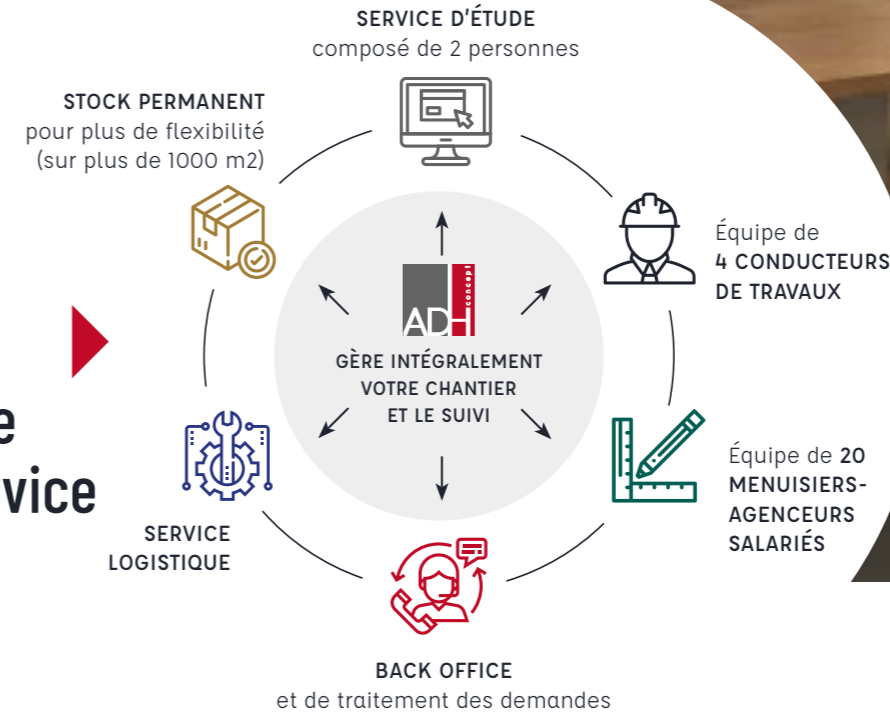 SERVICE D'ÉTUDE
composé de 2 personnes
STOCK PERMANENT
pour plus de flexibilité
(sur plus de 1000 m2)
Équipe de
4 CONDUCTEURS
DE TRAVAUX
ADH
concept
GÈRE INTÉGRALEMENT
VOTRE CHANTIER
ET LE SUIVI
e
vice
Équipe de 20
MENUISIERS-
AGENCEURS
SALARIÉS
SERVICE
LOGISTIQUE
BACK OFFICE
et de traitement des demandes